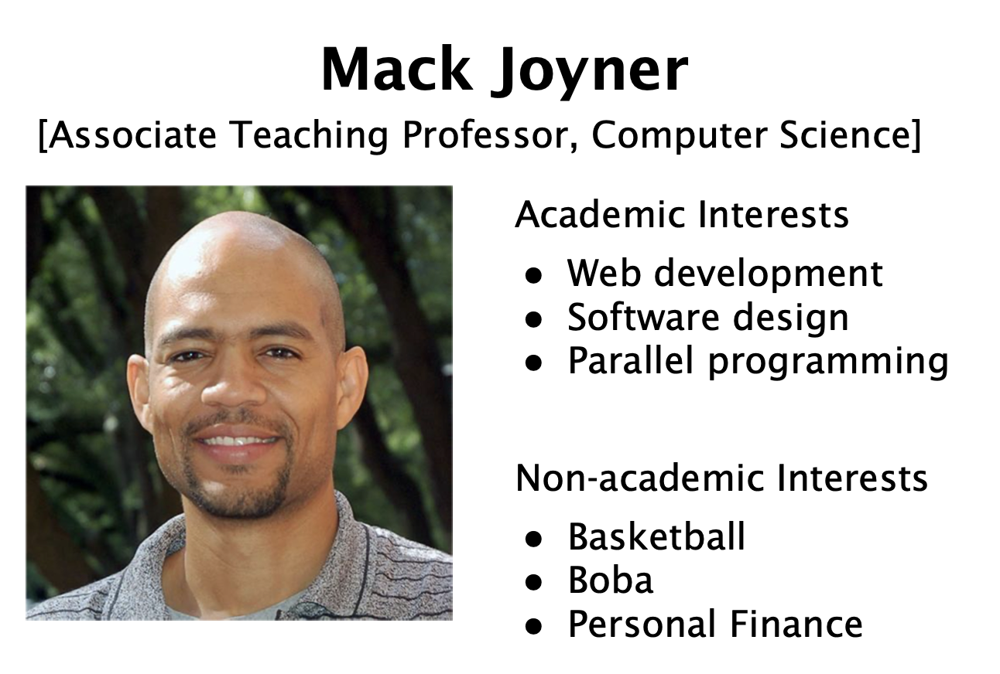 Mack Joyner
[Associate Teaching Professor, Computer Science]
Academic Interests
● Web development
● Software design
● Parallel programming
Non-academic Interests
● Basketball
● Boba
● Personal Finance